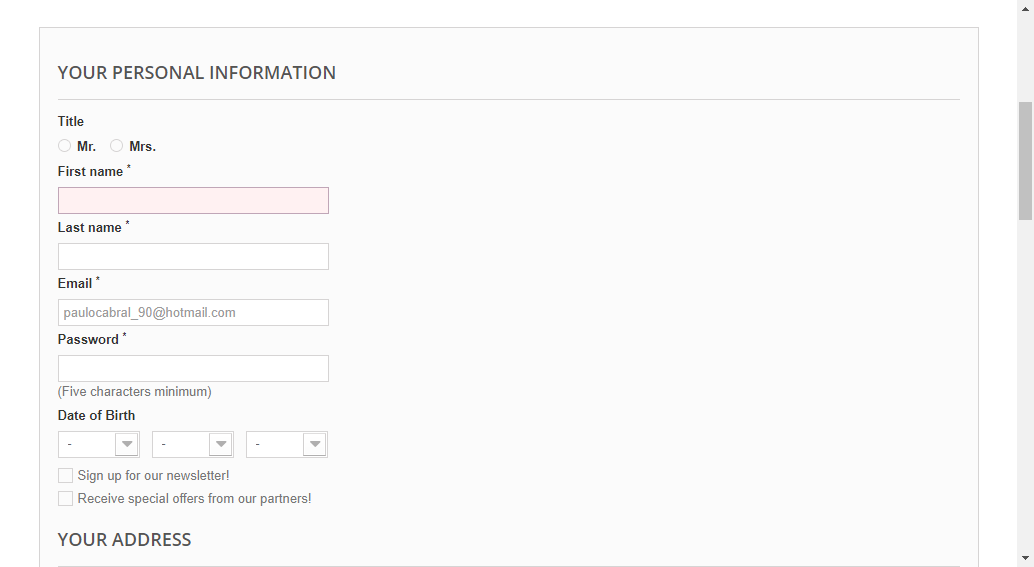 YOUR PERSONAL INFORMATION
Title
Mr. Mrs.
First name *
Last name *
Email *
paulocabral_90@hotmail.com
Password *
(Five characters minimum)
Date of Birth
- - -
Sign up for our newsletter!
Receive special offers from our partners!
YOUR ADDRESS